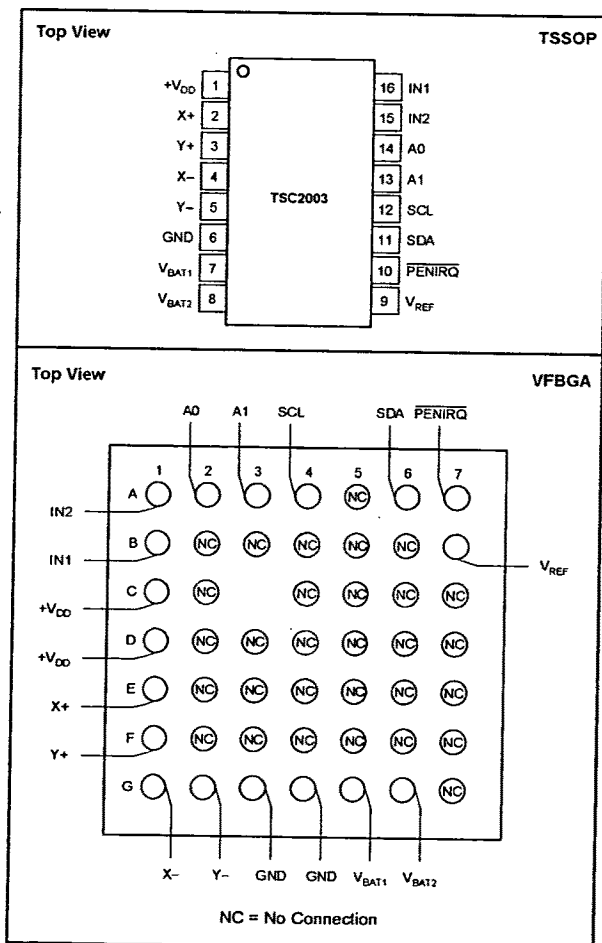 Top View TSSOP
+VDD 1 16 IN1
X+ 2 15 IN2
Y+ 3 14 A0
X– 4 13 A1
TSC2003
Y– 5 12 SCL
GND 6 11 SDA
VBAT1 7 10 PENIRQ
VBAT2 8 9 VREF
Top View VFBGA
A0 A1 SCL SDA PENIRQ
1 2 3 4 5 6 7
A NC
IN2
B NC NC NC NC NC
IN1
VREF
C NC NC NC NC NC
+VDD
D NC NC NC NC NC NC
+VDD
E NC NC NC NC NC NC
X+
F NC NC NC NC NC NC
Y+
G NC
X– Y– GND GND VBAT1 VBAT2
NC = No Connection